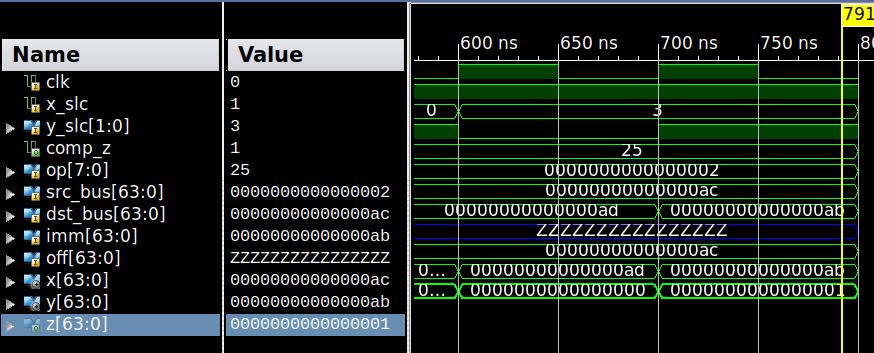 791
600 ns 650 ns 700 ns 750 ns 80
Name Value
clk 0
x_slc 1
y_slc[1:0] 3 0 3
comp_z 1
op[7:0] 25 25
src_bus[63:0] 0000000000000002 0000000000000002
dst_bus[63:0] 00000000000000ac 00000000000000ac
imm[63:0] 00000000000000ab 00000000000000ad 00000000000000ab
off[63:0] ZZZZZZZZZZZZZZZZ ZZZZZZZZZZZZZZZZ
x[63:0] 00000000000000ac 00000000000000ac
y[63:0] 00000000000000ab 0... 00000000000000ad 00000000000000ab
z[63:0] 0000000000000001 0... 0000000000000000 0000000000000001